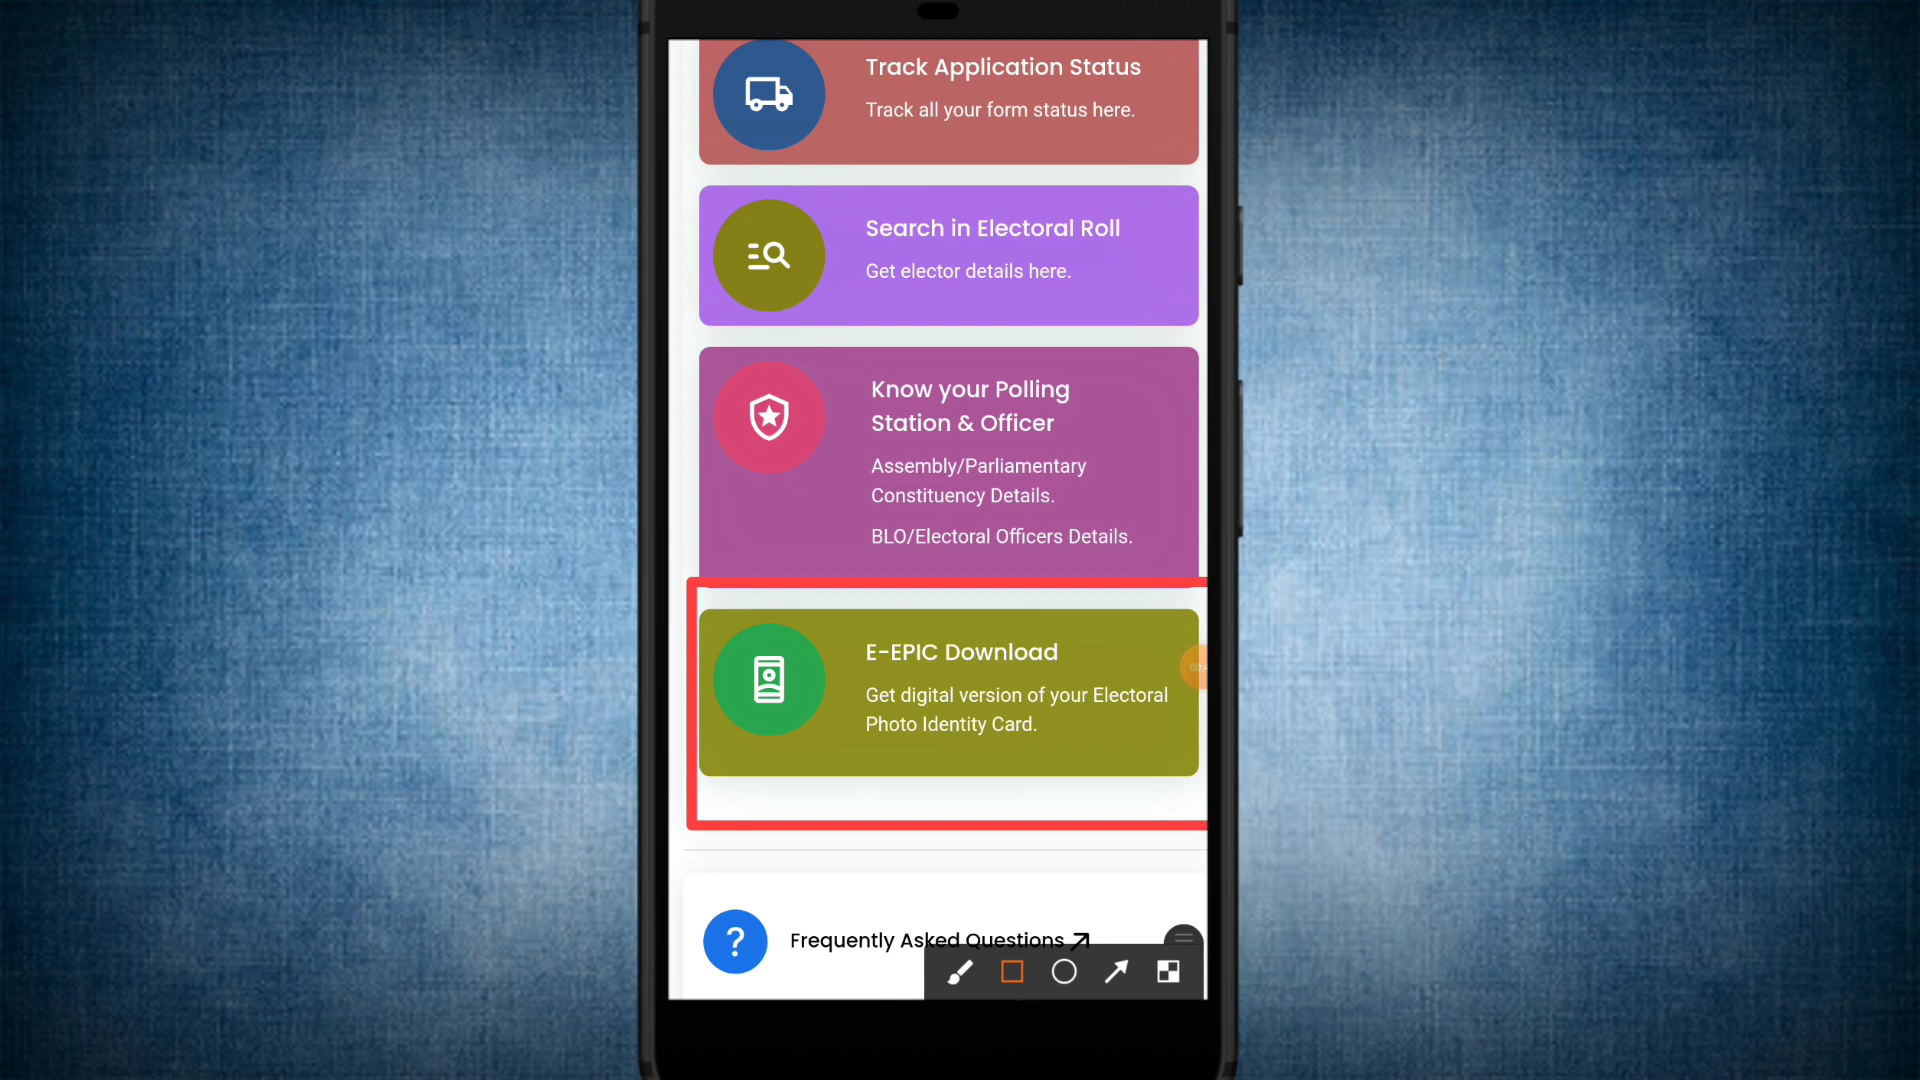 Track Application Status
Track all your form status here.
Search in Electoral Roll
Get elector details here.
Know your Polling
Station & Officer
Assembly/Parliamentary
Constituency Details.
BLO/Electoral Officers Details.
E-EPIC Download
Get digital version of your Electoral
Photo Identity Card.
?
Frequently Asked Questions